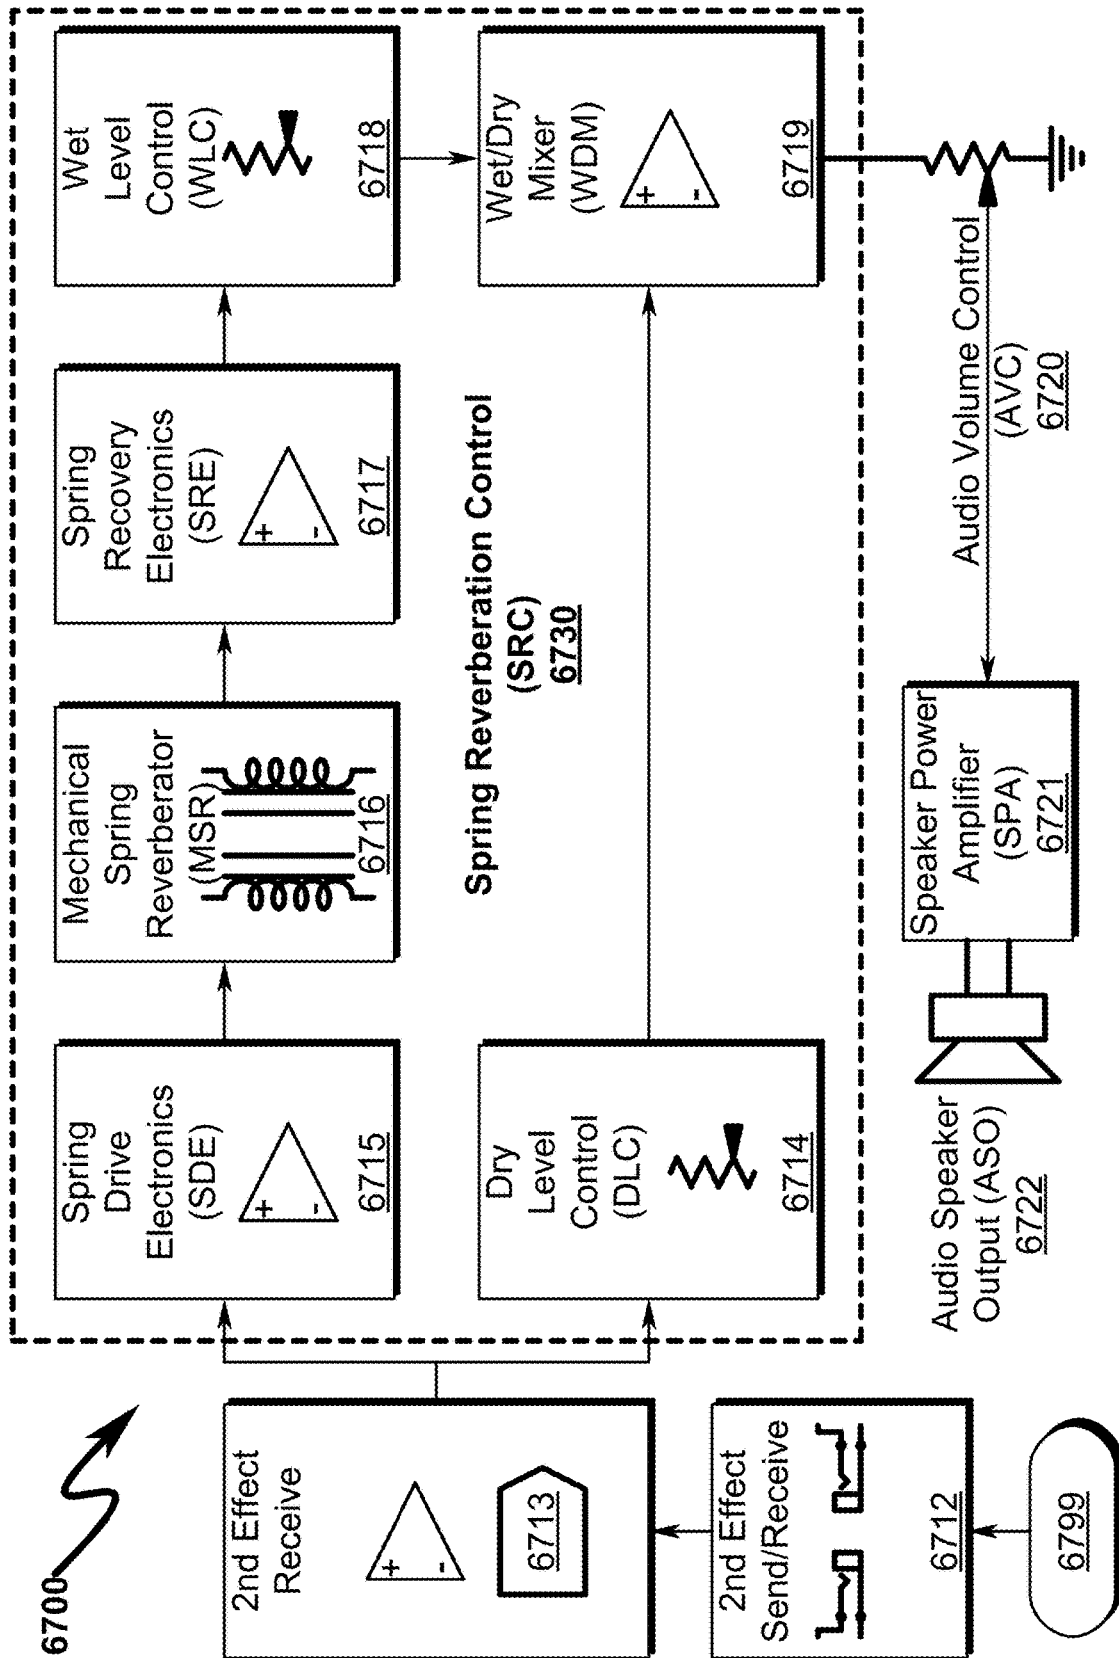 6700
2nd Effect
Receive
+
-
6713
2nd Effect
Send/Receive
6712
6799
Spring
Drive
Electronics
(SDE)
+
-
6715
Mechanical
Spring
Reverberator
(MSR)
6716
Spring
Recovery
Electronics
(SRE)
+
-
6717
Wet
Level
Control
(WLC)
6718
Spring Reverberation Control
(SRC)
6730
Dry
Level
Control
(DLC)
6714
Wet/Dry
Mixer
(WDM)
+
-
6719
Audio Speaker
Output (ASO)
6722
Speaker Power
Amplifier
(SPA)
6721
Audio Volume Control
(AVC)
6720